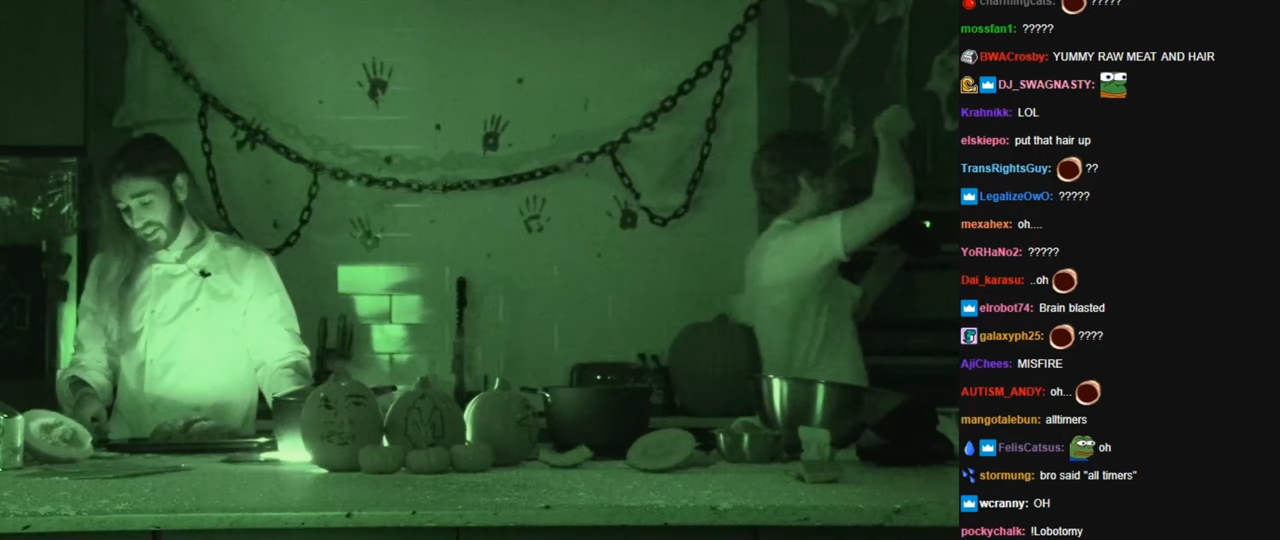 charmingcats: ?????
mossfan1: ?????
BWACrosby: YUMMY RAW MEAT AND HAIR
DJ_SWAGNASTY:
Krahnikk: LOL
elskiepo: put that hair up
TransRightsGuy: ??
LegalizeOwO: ?????
mexahex: oh....
YoRHaNo2: ?????
Dai_karasu: ..oh
elrobot74: Brain blasted
galaxyph25: ????
AjiChees: MISFIRE
AUTISM_ANDY: oh...
mangotalebun: alltimers
FelisCatsus: oh
stormung: bro said "all timers"
wcranny: OH
pockychalk: !Lobotomy